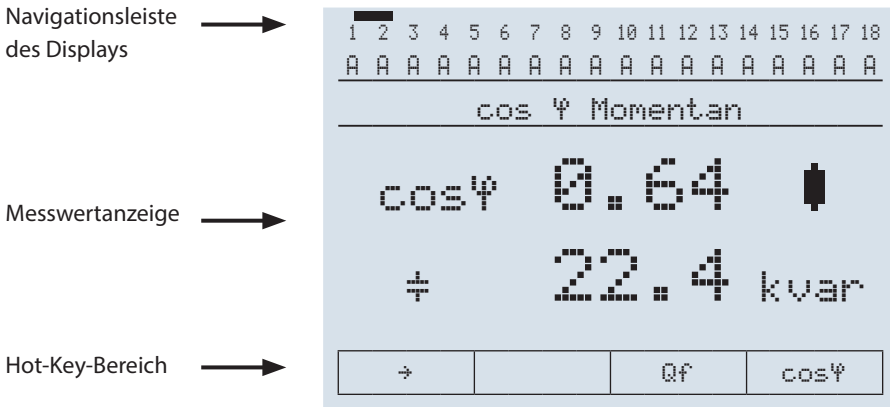 Navigationsleiste
des Displays
1 2 3 4 5 6 7 8 9 10 11 12 13 14 15 16 17 18
A A A A A A A A A A A A A A A A A A
cos φ Momentan
Messwertanzeige
cosφ 0.64
22.4 kvar
Hot-Key-Bereich
→ Qf cosφ